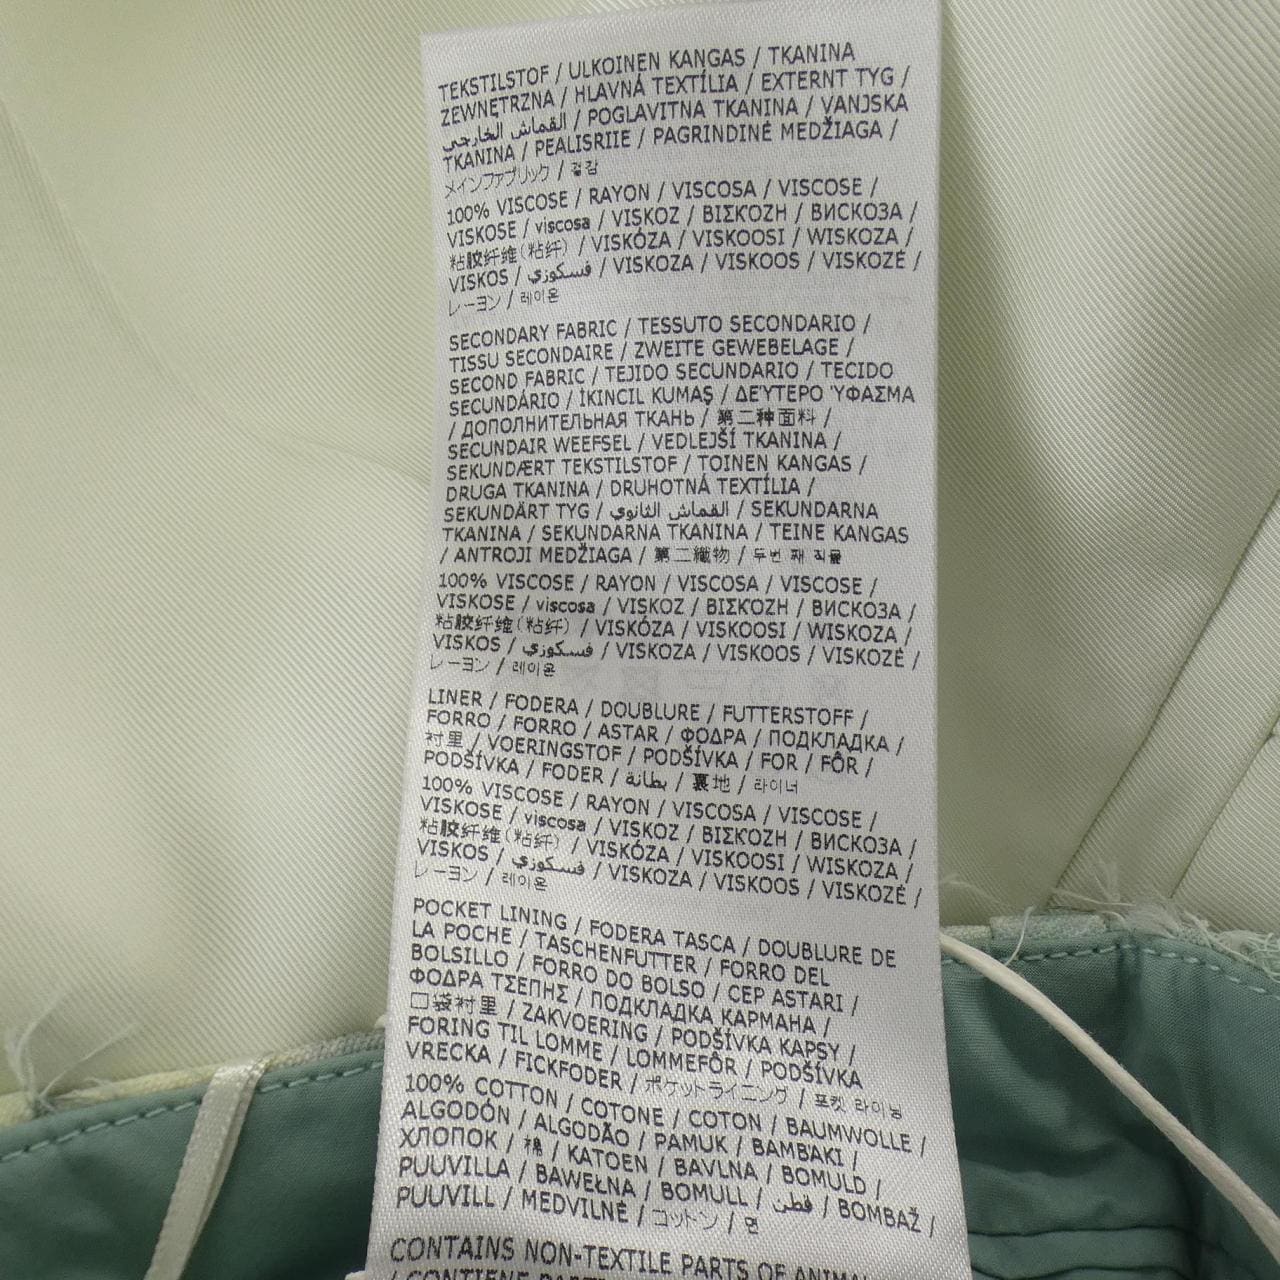 TEKSTILSTOF / ULKOINEN KANGAS / TKANINA
ZEWNĘTRZNA / HLAVNÁ TEXTÍLIA / EXTERNT TYG /
القماش الخارجي / POGLAVITNA TKANINA / VANJSKA
TKANINA / PEALISRIIE / PAGRINDINĖ MEDŽIAGA /
メインファブリック / 겉감
100% VISCOSE / RAYON / VISCOSA / VISCOSE /
VISKOSE / viscosa / VISKOZ / ΒΙΣΚΌΖΗ / ВИСКОЗА /
粘胶纤维(粘纤) / VISKÓZA / VISKOOSI / WISKOZA /
VISKOS / فسكوزي / VISKOZA / VISKOOS / VISKOZĖ /
レーヨン / 레이온
SECONDARY FABRIC / TESSUTO SECONDARIO /
TISSU SECONDAIRE / ZWEITE GEWEBELAGE /
SECOND FABRIC / TEJIDO SECUNDARIO / TECIDO
SECUNDÁRIO / İKINCIL KUMAŞ / ΔΕΎΤΕΡΟ ΎΦΑΣΜΑ
/ ДОПОЛНИТЕЛЬНАЯ ТКАНЬ / 第二种面料 /
SECUNDAIR WEEFSEL / VEDLEJŠÍ TKANINA /
SEKUNDÆRT TEKSTILSTOF / TOINEN KANGAS /
DRUGA TKANINA / DRUHOTNÁ TEXTÍLIA /
SEKUNDÄRT TYG / القماش الثانوي / SEKUNDARNA
TKANINA / SEKUNDARNA TKANINA / TEINE KANGAS
/ ANTROJI MEDŽIAGA / 第二織物 / 두번 째 직물
100% VISCOSE / RAYON / VISCOSA / VISCOSE /
VISKOSE / viscosa / VISKOZ / ΒΙΣΚΌΖΗ / ВИСКОЗА /
粘胶纤维(粘纤) / VISKÓZA / VISKOOSI / WISKOZA /
VISKOS / فسكوزي / VISKOZA / VISKOOS / VISKOZĖ /
レーヨン / 레이온
LINER / FODERA / DOUBLURE / FUTTERSTOFF /
FORRO / FORRO / ASTAR / ΦΟΔΡΑ / ПОДКЛАДКА /
衬里 / VOERINGSTOF / PODŠÍVKA / FOR / FÔR /
PODŠÍVKA / FODER / بطانة / 裏地 / 라이너
100% VISCOSE / RAYON / VISCOSA / VISCOSE /
VISKOSE / viscosa / VISKOZ / ΒΙΣΚΌΖΗ / ВИСКОЗА /
粘胶纤维(粘纤) / VISKÓZA / VISKOOSI / WISKOZA /
VISKOS / فسكوزي / VISKOZA / VISKOOS / VISKOZĖ /
レーヨン / 레이온
POCKET LINING / FODERA TASCA / DOUBLURE DE
LA POCHE / TASCHENFUTTER / FORRO DEL
BOLSILLO / FORRO DO BOLSO / CEP ASTARI /
ΦΟΔΡΑ ΤΣΕΠΗΣ / ПОДКЛАДКА КАРМАНА /
口袋衬里 / ZAKVOERING / PODŠÍVKA KAPSY /
FORING TIL LOMME / LOMMEFÔR / PODŠÍVKA
VRECKA / FICKFODER / ポケットライニング / 포켓 라이닝
100% COTTON / COTONE / COTON / BAUMWOLLE /
ALGODÓN / ALGODÃO / PAMUK / ΒΑΜΒΑΚΙ /
ХЛОПОК / 棉 / KATOEN / BAVLNA / BOMULD /
PUUVILLA / BAWEŁNA / BOMULL / قطن / BOMBAŽ /
PUUVILL / MEDVILNĖ / コットン / 면
CONTAINS NON-TEXTILE PARTS OF ANIMAL
/ CONTIENE PARTI